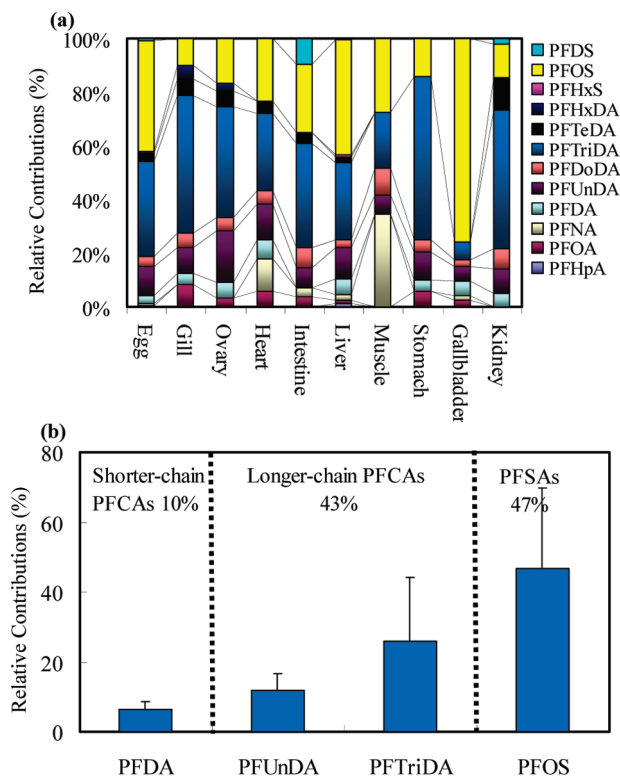 (a)
100%
80%
60%
40%
20%
0%
Relative Contributions (%)
Egg
Gill
Ovary
Heart
Intestine
Liver
Muscle
Stomach
Gallbladder
Kidney
PFDS
PFOS
PFHxS
PFHxDA
PFTeDA
PFTriDA
PFDoDA
PFUnDA
PFDA
PFNA
PFOA
PFHpA
(b)
80
60
40
20
0
Relative Contributions (%)
Shorter-chain
PFCAs 10%
Longer-chain PFCAs
43%
PFSAs
47%
PFDA
PFUnDA
PFTriDA
PFOS